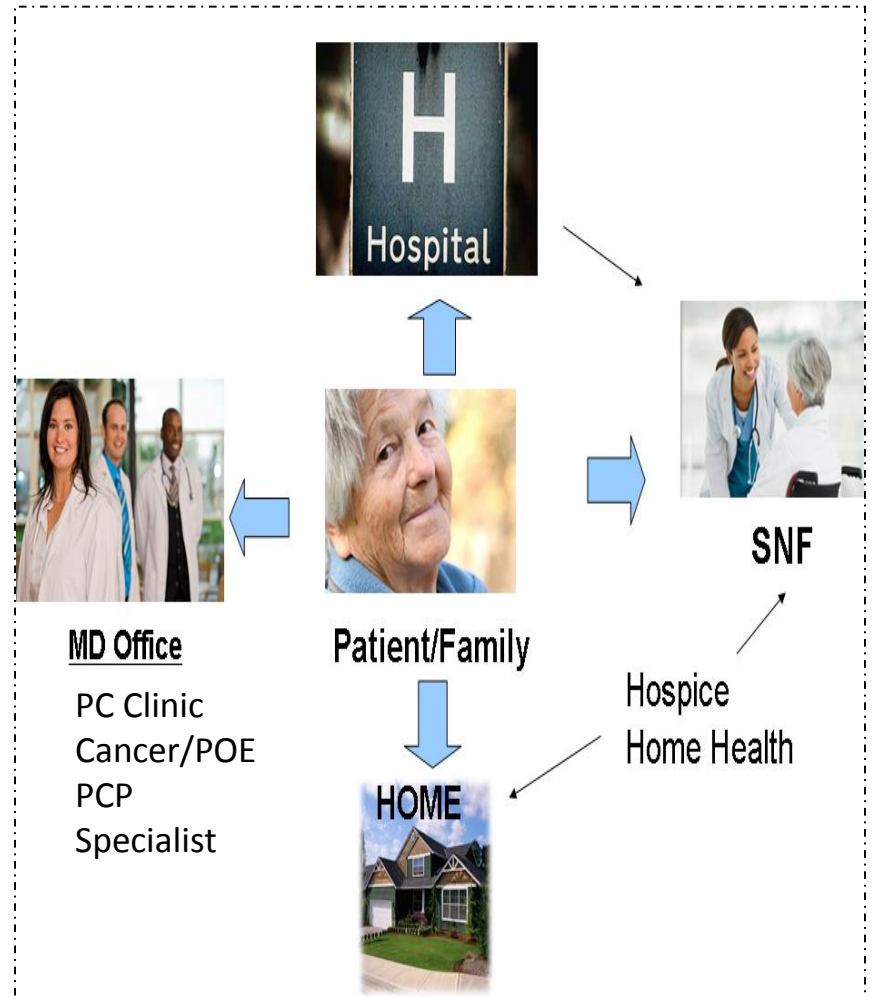 H
Hospital
SNF
MD Office
PC Clinic
Cancer/POE
PCP
Specialist
Patient/Family
Hospice
Home Health
HOME